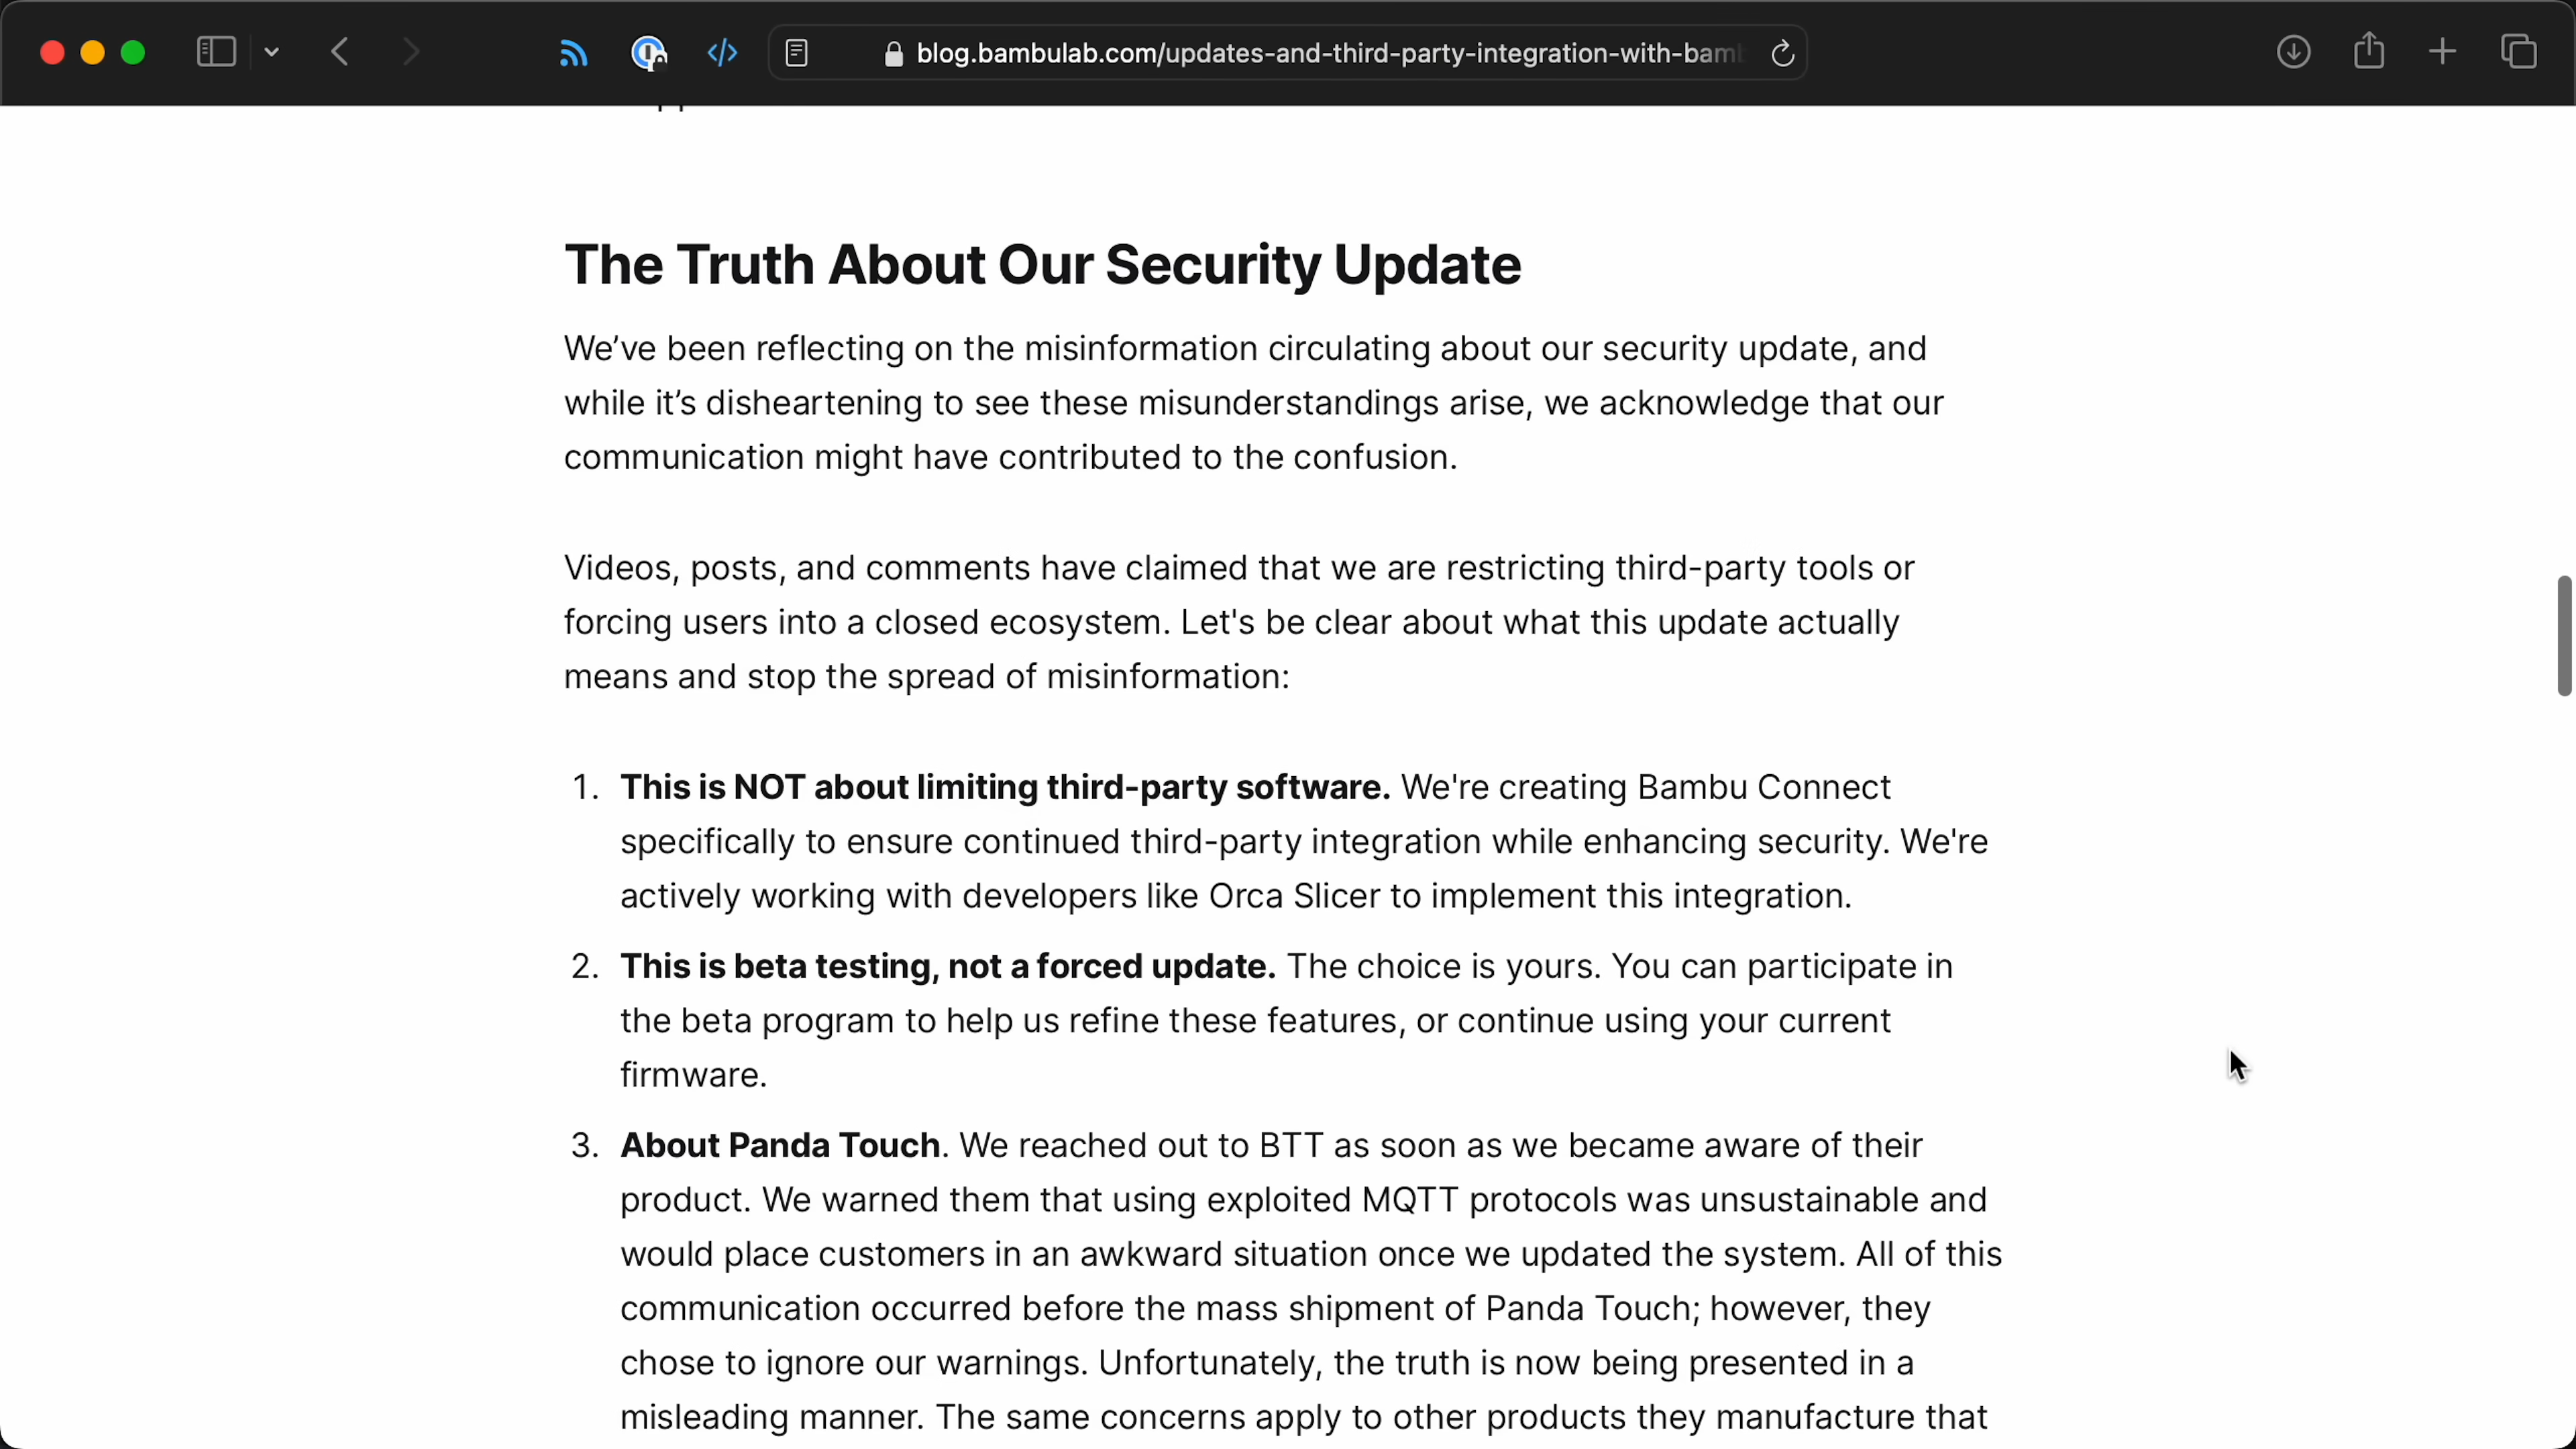 blog.bambulab.com/updates-and-third-party-integration-with-bam
The Truth About Our Security Update
We’ve been reflecting on the misinformation circulating about our security update, and
while it’s disheartening to see these misunderstandings arise, we acknowledge that our
communication might have contributed to the confusion.
Videos, posts, and comments have claimed that we are restricting third-party tools or
forcing users into a closed ecosystem. Let's be clear about what this update actually
means and stop the spread of misinformation:
1. This is NOT about limiting third-party software. We're creating Bambu Connect
specifically to ensure continued third-party integration while enhancing security. We're
actively working with developers like Orca Slicer to implement this integration.
2. This is beta testing, not a forced update. The choice is yours. You can participate in
the beta program to help us refine these features, or continue using your current
firmware.
3. About Panda Touch. We reached out to BTT as soon as we became aware of their
product. We warned them that using exploited MQTT protocols was unsustainable and
would place customers in an awkward situation once we updated the system. All of this
communication occurred before the mass shipment of Panda Touch; however, they
chose to ignore our warnings. Unfortunately, the truth is now being presented in a
misleading manner. The same concerns apply to other products they manufacture that